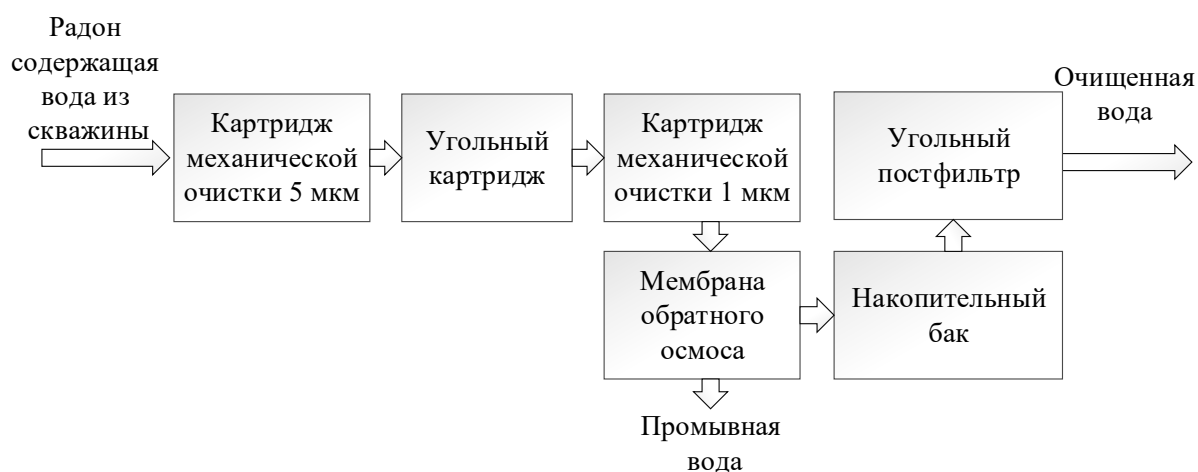 Радон
содержащая
вода из
скважины
Картридж
механической
очистки 5 мкм
Угольный
картридж
Картридж
механической
очистки 1 мкм
Угольный
постфильтр
Очищенная
вода
Мембрана
обратного
осмоса
Накопительный
бак
Промывная
вода